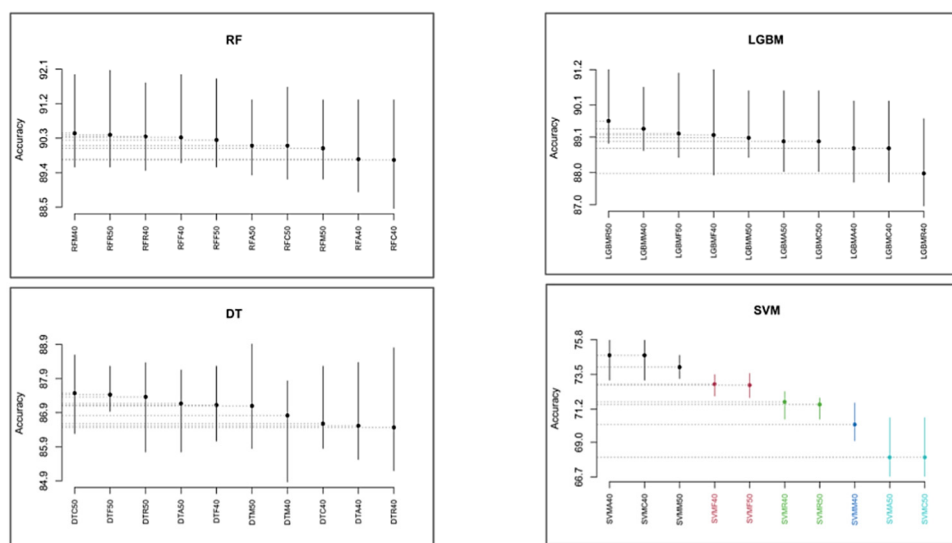 RF
Accuracy
92.1
91.2
90.3
89.4
88.5
RFM40
RFR50
RFR40
RFF40
RFF50
RFA50
RFC50
RFM50
RFA40
RFC40
LGBM
Accuracy
91.2
90.1
89.1
88.0
87.0
LGBMR50
LGBMM40
LGBMF50
LGBMF40
LGBMM50
LGBMA50
LGBMC50
LGBMA40
LGBMC40
LGBMR40
DT
Accuracy
88.9
87.9
86.9
85.9
84.9
DTC50
DTF50
DTR50
DTA50
DTF40
DTM50
DTM40
DTC40
DTA40
DTR40
SVM
Accuracy
75.8
73.5
71.2
69.0
66.7
SVMA40
SVMC40
SVMM50
SVMF40
SVMF50
SVMR40
SVMR50
SVMM40
SVMA50
SVMC50